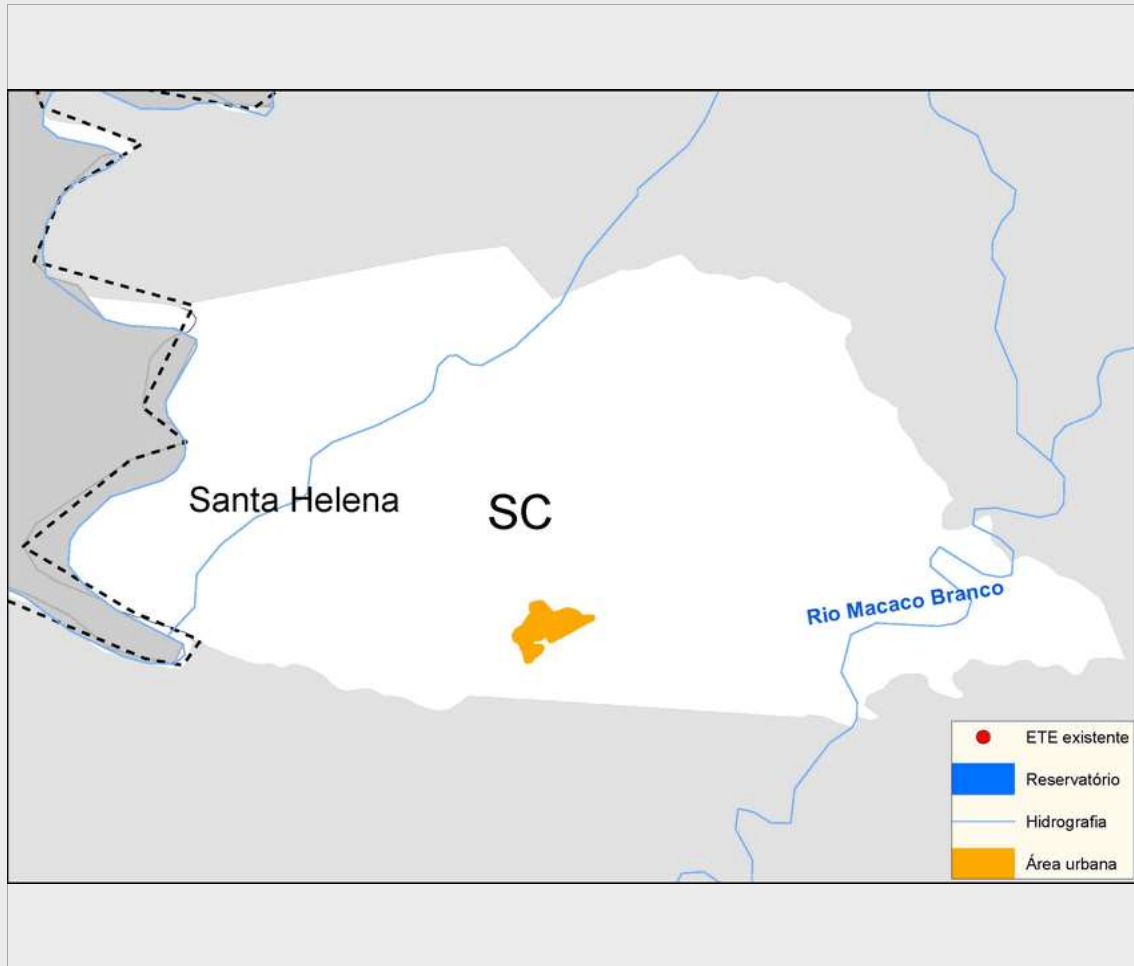 Santa Helena
SC
Rio Macaco Branco
ETE existente
Reservatório
Hidrografia
Área urbana